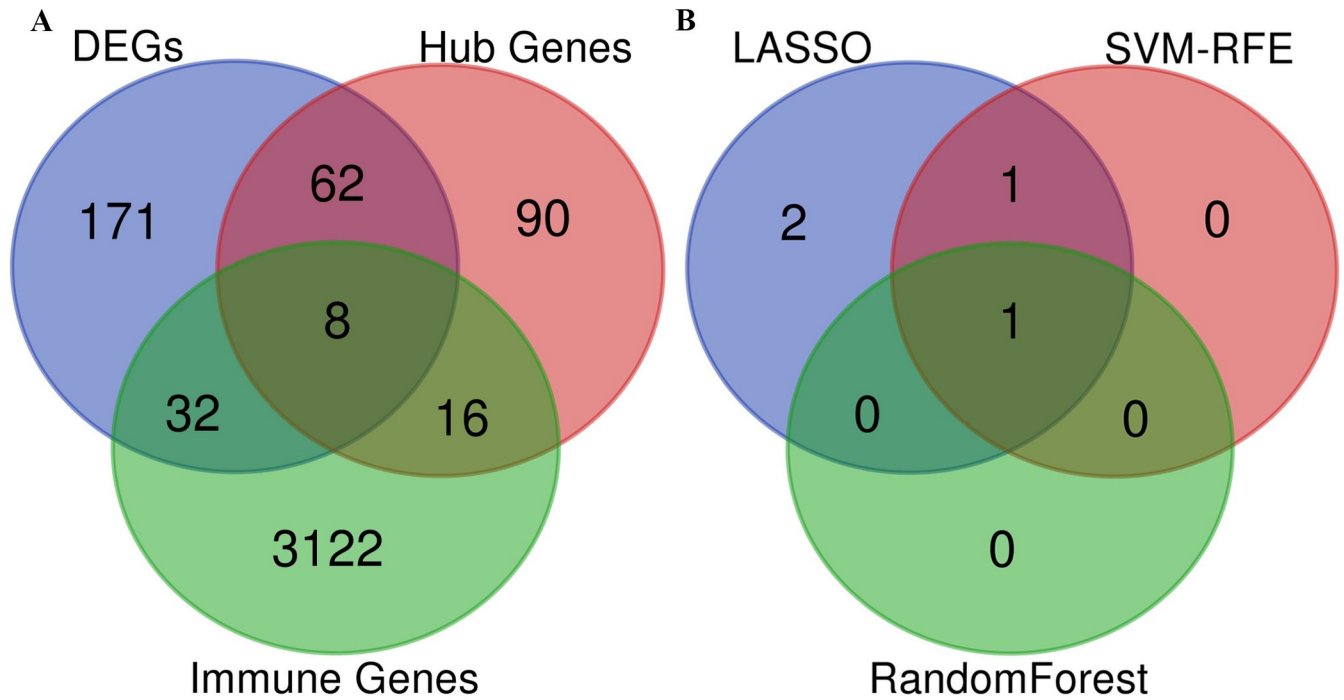 A
DEGs
Hub Genes
62
171
90
8
32
16
3122
Immune Genes
B
LASSO
SVM-RFE
1
2
0
1
0
0
0
RandomForest